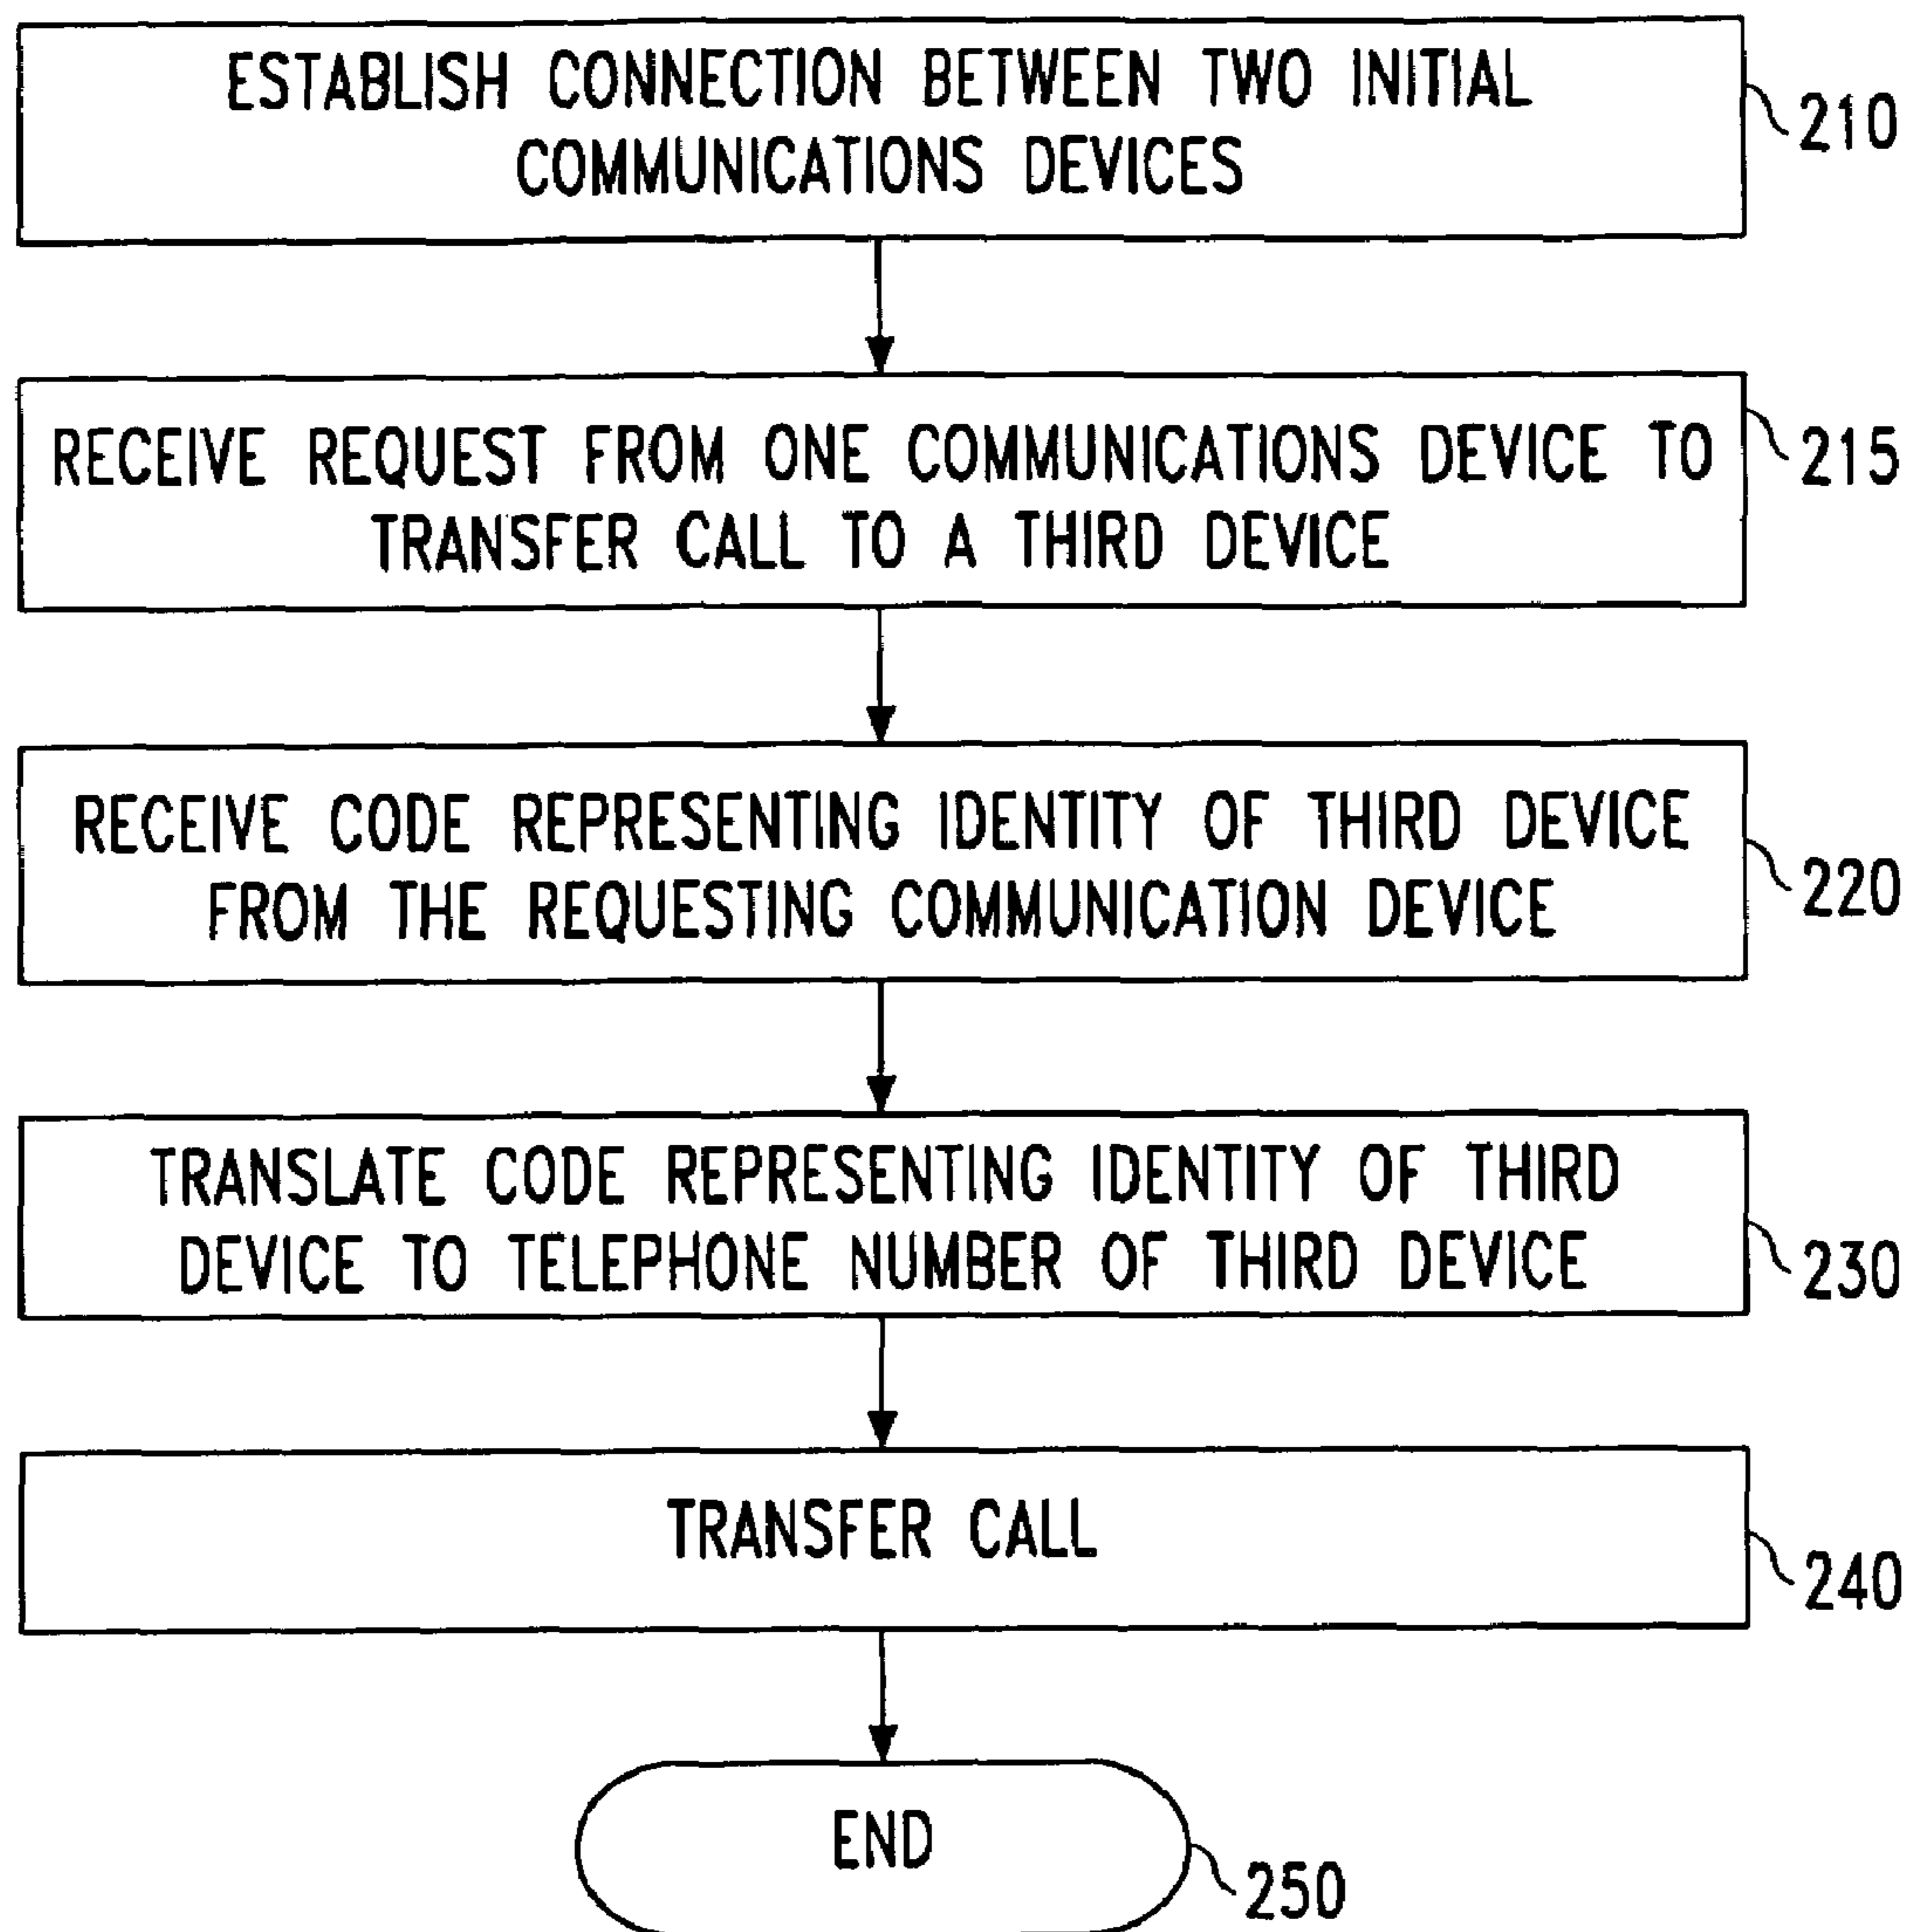 ESTABLISH CONNECTION BETWEEN TWO INITIAL
COMMUNICATIONS DEVICES
210
RECEIVE REQUEST FROM ONE COMMUNICATIONS DEVICE TO
TRANSFER CALL TO A THIRD DEVICE
215
RECEIVE CODE REPRESENTING IDENTITY OF THIRD DEVICE
FROM THE REQUESTING COMMUNICATION DEVICE
220
TRANSLATE CODE REPRESENTING IDENTITY OF THIRD
DEVICE TO TELEPHONE NUMBER OF THIRD DEVICE
230
TRANSFER CALL
240
END
250